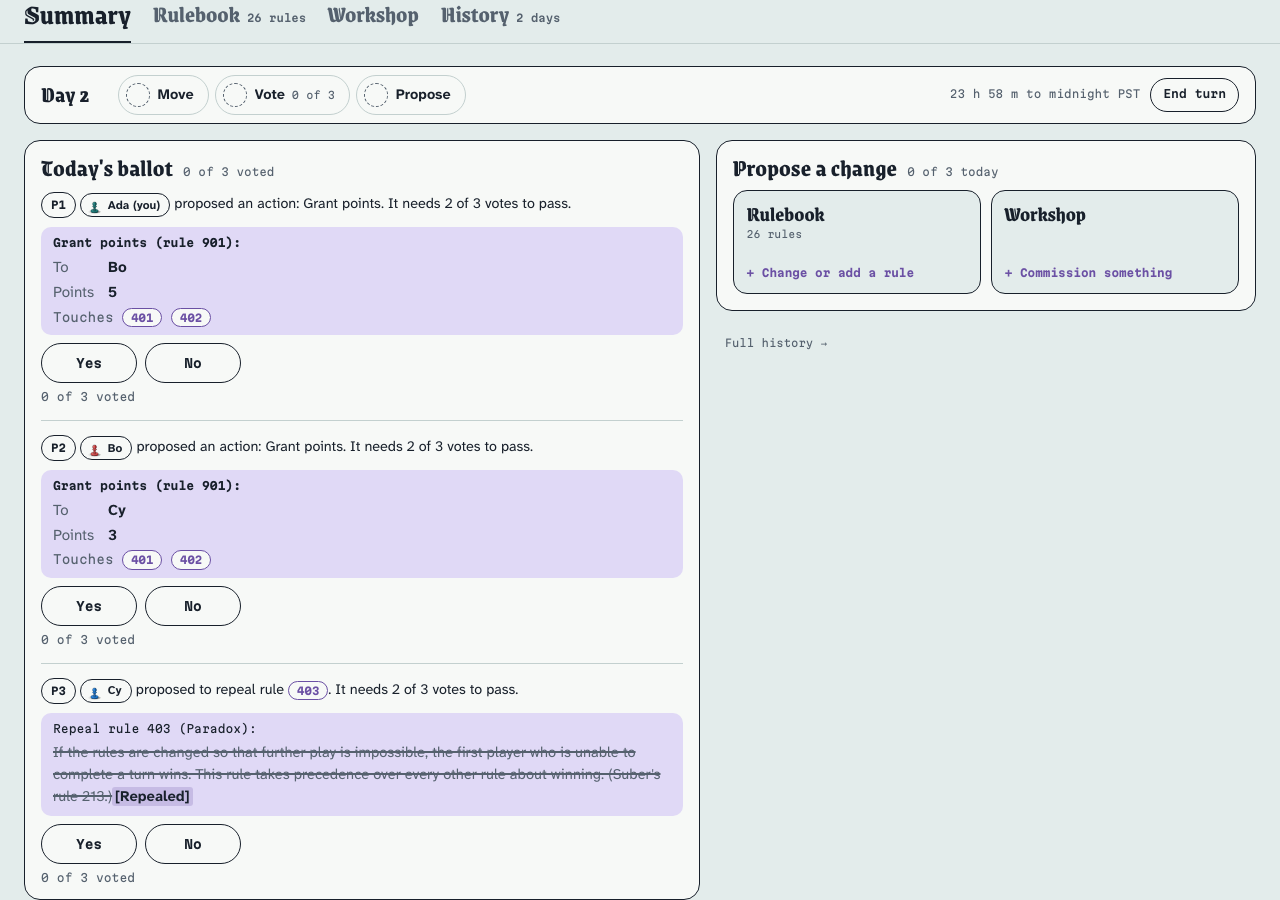 Summary Rulebook 26 rules Workshop History 2 days
Day 2 Move Vote 0 of 3 Propose 23 h 58 m to midnight PST End turn
Today's ballot 0 of 3 voted
P1 Ada (you) proposed an action: Grant points. It needs 2 of 3 votes to pass.
Grant points (rule 901):
To Bo
Points 5
Touches 401 402
Yes No
0 of 3 voted
P2 Bo proposed an action: Grant points. It needs 2 of 3 votes to pass.
Grant points (rule 901):
To Cy
Points 3
Touches 401 402
Yes No
0 of 3 voted
P3 Cy proposed to repeal rule 403. It needs 2 of 3 votes to pass.
Repeal rule 403 (Paradox):
If the rules are changed so that further play is impossible, the first player who is unable to
complete a turn wins. This rule takes precedence over every other rule about winning. (Suber's
rule 213.) [Repealed]
Yes No
0 of 3 voted
Propose a change 0 of 3 today
Rulebook
26 rules
+ Change or add a rule
Workshop
+ Commission something
Full history →